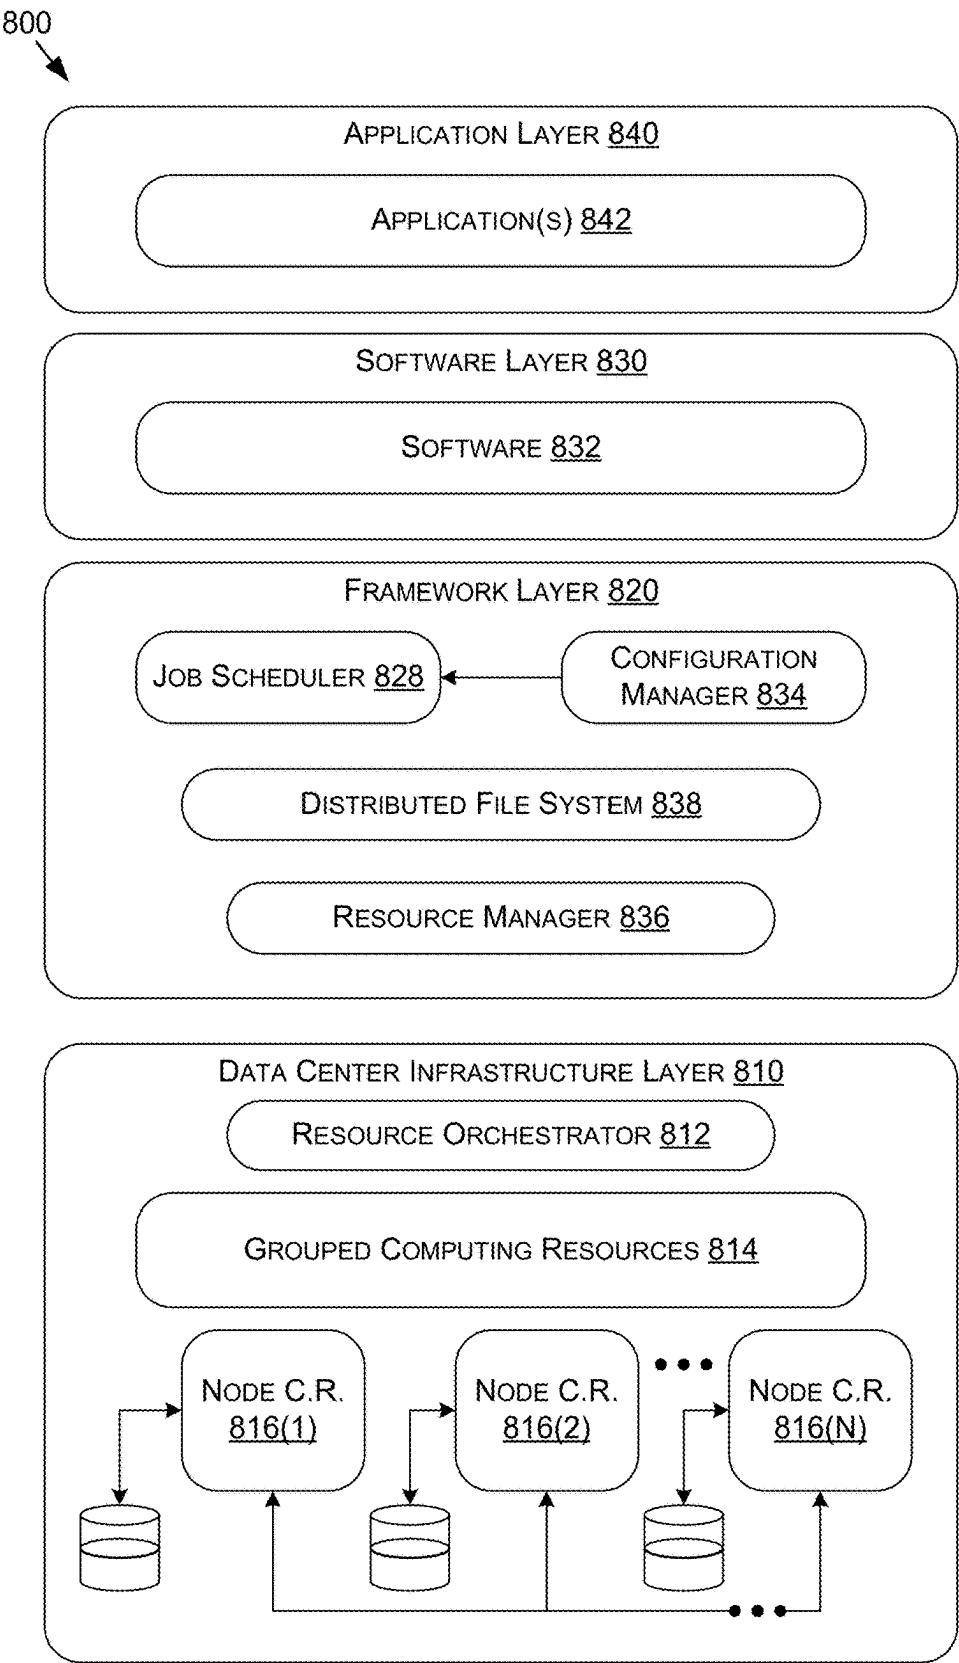 800
APPLICATION LAYER 840
APPLICATION(S) 842
SOFTWARE LAYER 830
SOFTWARE 832
FRAMEWORK LAYER 820
JOB SCHEDULER 828
CONFIGURATION
MANAGER 834
DISTRIBUTED FILE SYSTEM 838
RESOURCE MANAGER 836
DATA CENTER INFRASTRUCTURE LAYER 810
RESOURCE ORCHESTRATOR 812
GROUPED COMPUTING RESOURCES 814
NODE C.R.
816(1)
NODE C.R.
816(2)
NODE C.R.
816(N)